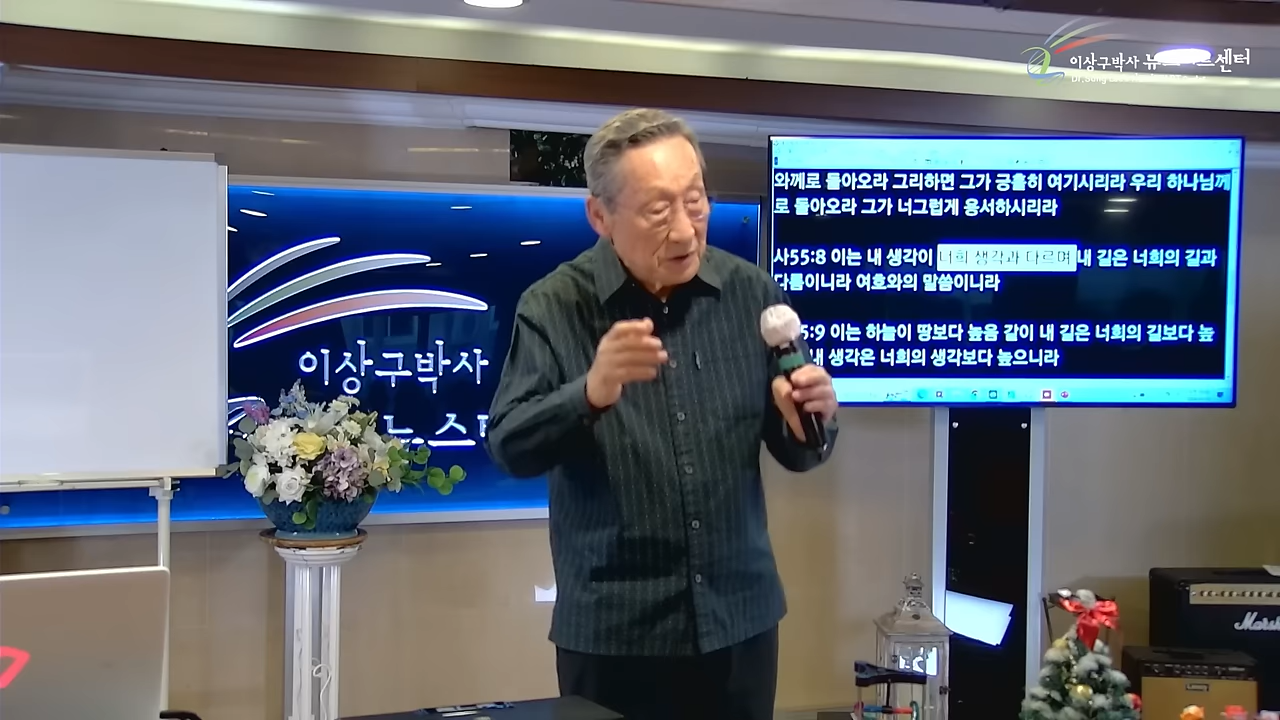 이상구박사 뉴스타트센터
와께로 돌아오라 그리하면 그가 긍휼히 여기시리라 우리 하나님께
로 돌아오라 그가 너그럽게 용서하시리라
사55:8 이는 내 생각이 너희 생각과 다르며 내 길은 너희의 길과
다름이니라 여호와의 말씀이니라
5:9 이는 하늘이 땅보다 높음 같이 내 길은 너희의 길보다 높
내 생각은 너희의 생각보다 높으니라
이상구박사
뉴스타
Marsh
Laney